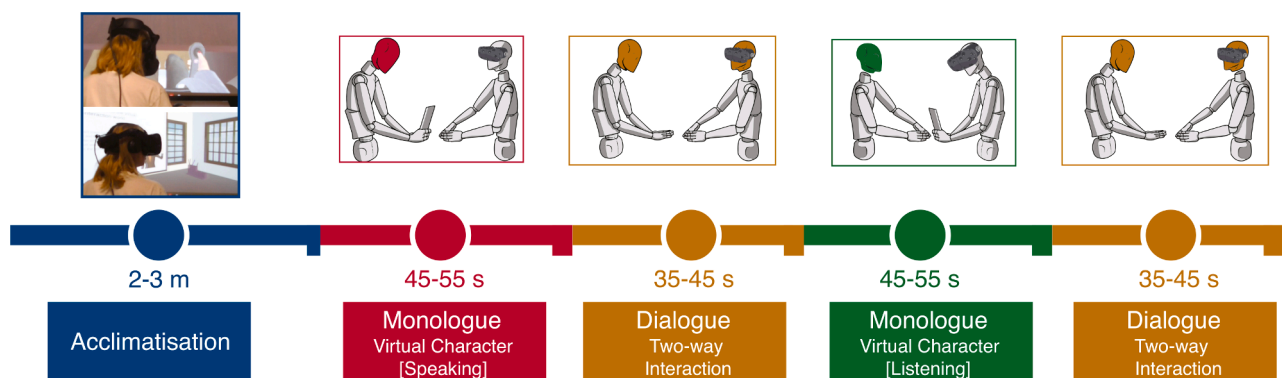 2-3 m
45-55 s
35-45 s
45-55 s
35-45 s
Acclimatisation
Monologue
Virtual Character
[Speaking]
Dialogue
Two-way
Interaction
Monologue
Virtual Character
[Listening]
Dialogue
Two-way
Interaction